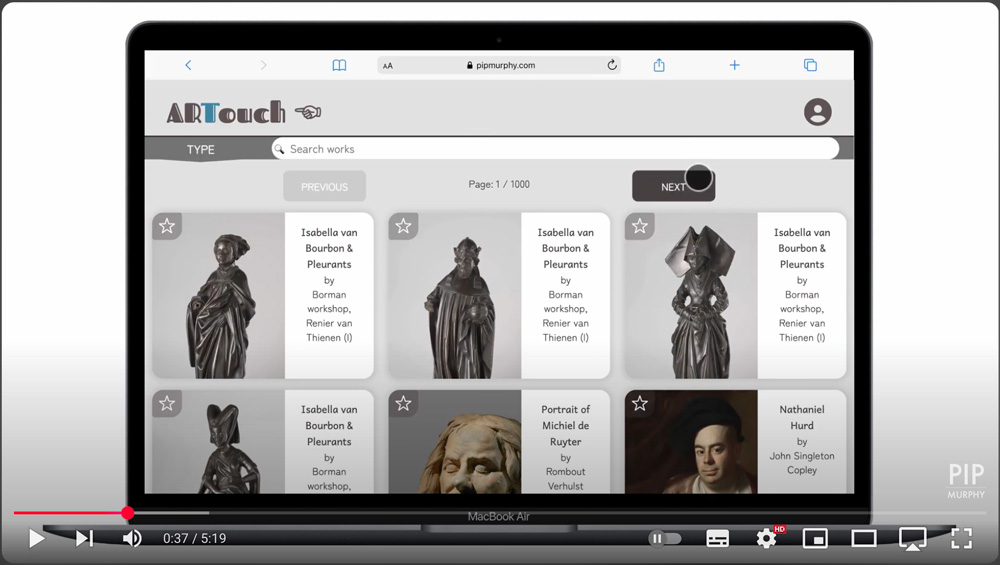 AA
pipmurphy.com
ARTouch
TYPE
Search works
PREVIOUS
Page: 1 / 1000
NEXT
Isabella van
Bourbon &
Pleurants
by
Borman
workshop,
Renier van
Thienen (I)
Isabella van
Bourbon &
Pleurants
by
Borman
workshop,
Renier van
Thienen (I)
Isabella van
Bourbon &
Pleurants
by
Borman
workshop,
Renier van
Thienen (I)
Isabella van
Bourbon &
Pleurants
by
Borman
workshop,
Portrait of
Michiel de
Ruyter
by
Rombout
Verhulst
Nathaniel
Hurd
by
John Singleton
Copley
PIP
MURPHY
MacBook Air
0:37 / 5:19
HD